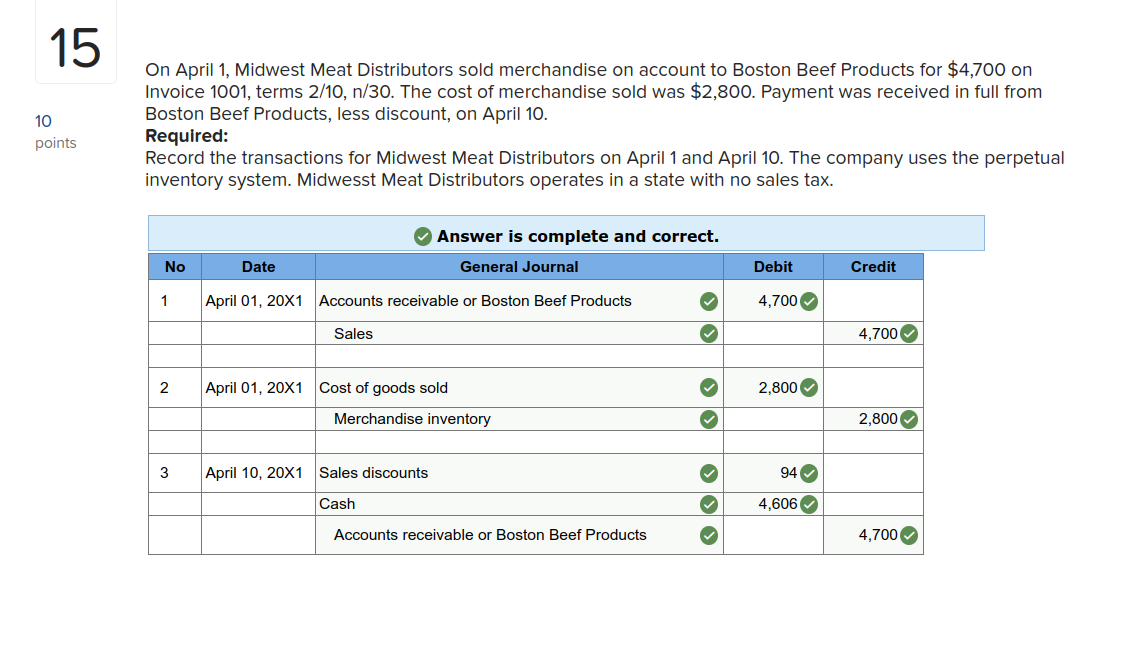 15
10
points
On April 1, Midwest Meat Distributors sold merchandise on account to Boston Beef Products for $4,700 on
Invoice 1001, terms 2/10, n/30. The cost of merchandise sold was $2,800. Payment was received in full from
Boston Beef Products, less discount, on April 10.
Required:
Record the transactions for Midwest Meat Distributors on April 1 and April 10. The company uses the perpetual
inventory system. Midwesst Meat Distributors operates in a state with no sales tax.
Answer is complete and correct.
No Date General Journal Debit Credit
1 April 01, 20X1 Accounts receivable or Boston Beef Products 4,700
Sales 4,700
2 April 01, 20X1 Cost of goods sold 2,800
Merchandise inventory 2,800
3 April 10, 20X1 Sales discounts 94
Cash 4,606
Accounts receivable or Boston Beef Products 4,700